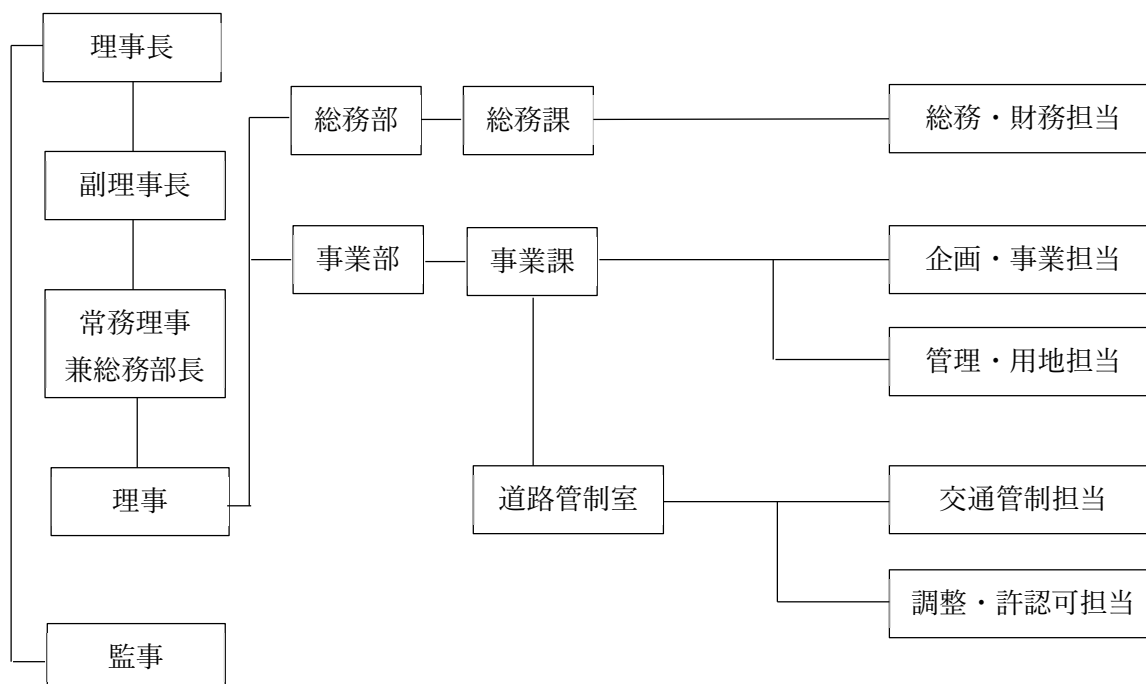 理事長
副理事長
常務理事
兼総務部長
理事
監事
総務部
総務課
総務・財務担当
事業部
事業課
企画・事業担当
管理・用地担当
道路管制室
交通管制担当
調整・許認可担当